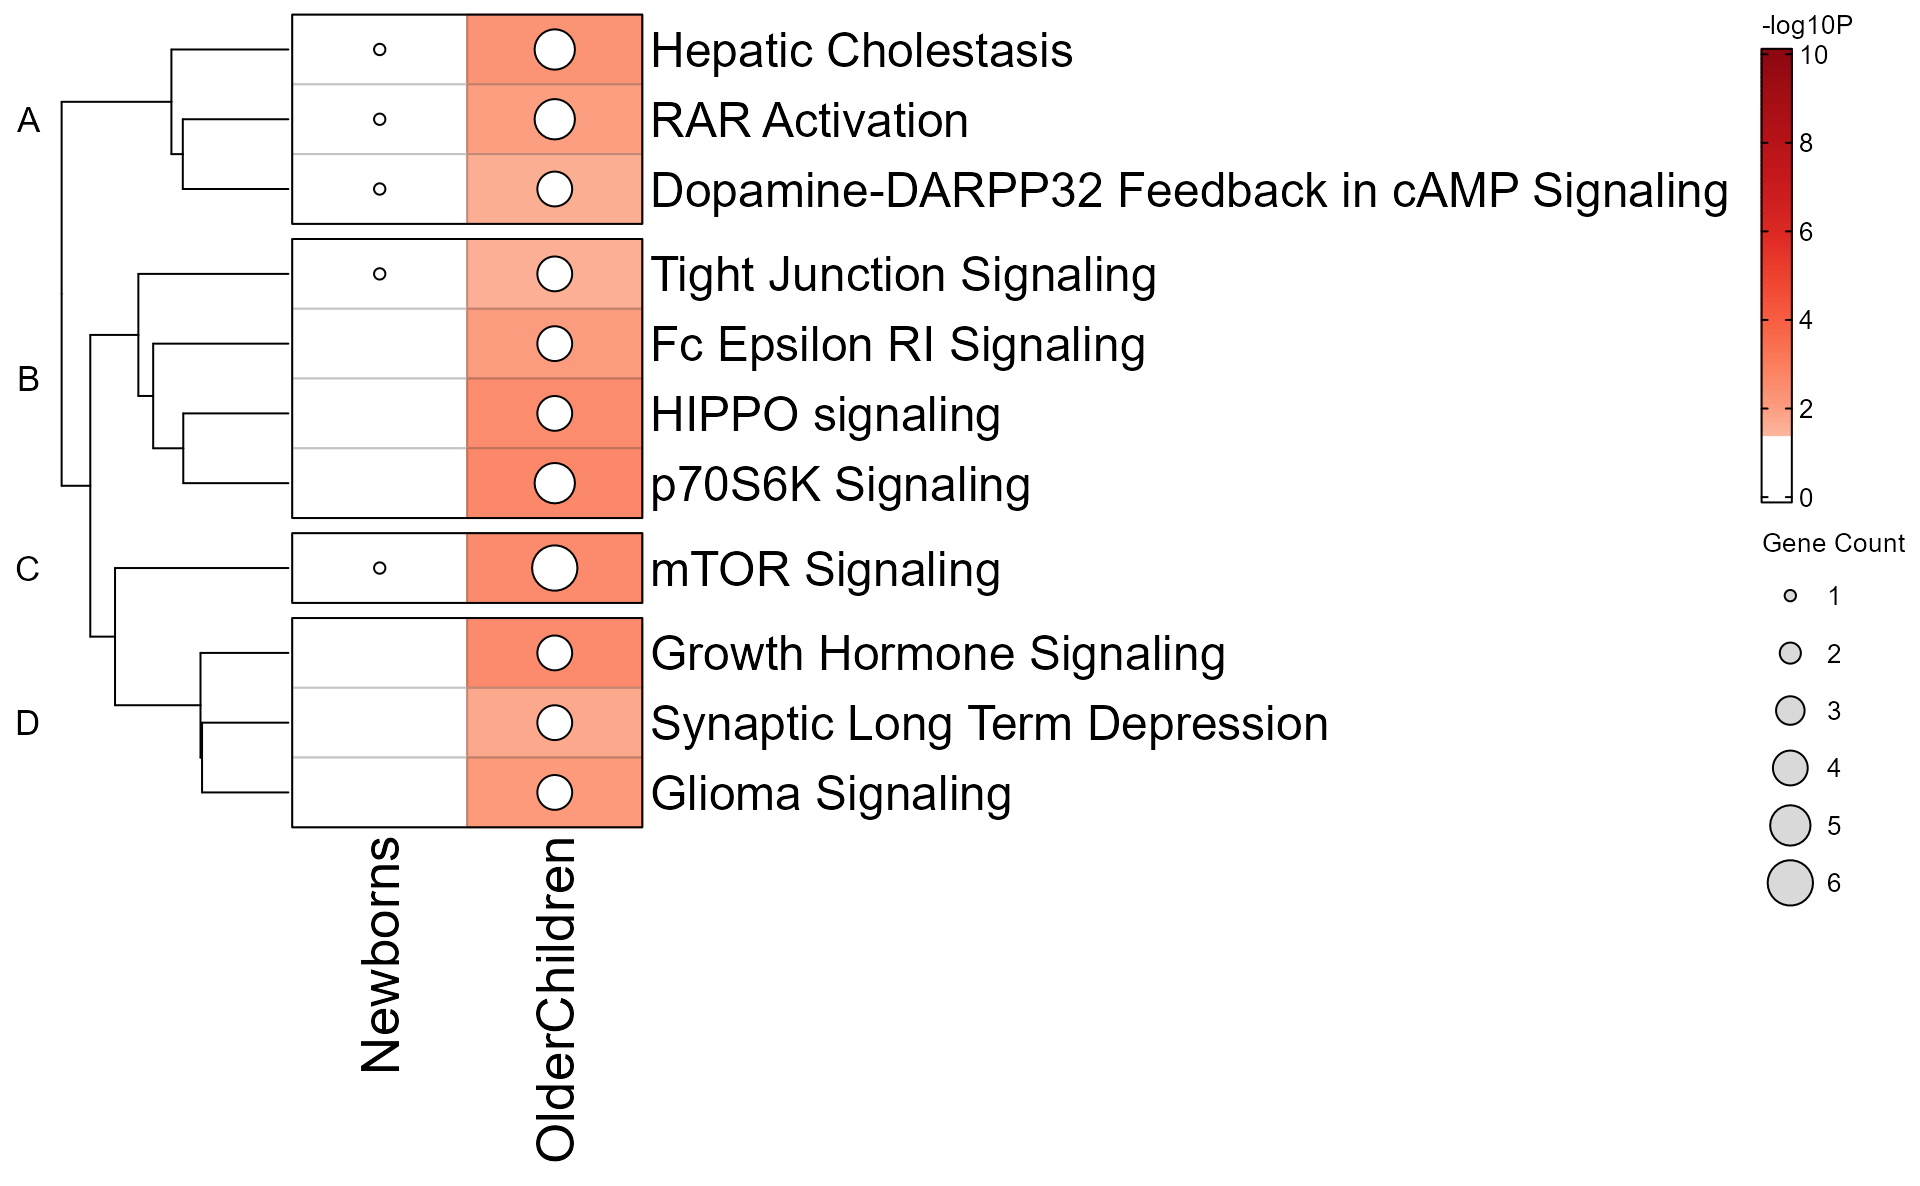 A
B
C
D
Hepatic Cholestasis
RAR Activation
Dopamine-DARPP32 Feedback in cAMP Signaling
Tight Junction Signaling
Fc Epsilon RI Signaling
HIPPO signaling
p70S6K Signaling
mTOR Signaling
Growth Hormone Signaling
Synaptic Long Term Depression
Glioma Signaling
Newborns
OlderChildren
-log10P
10
8
6
4
2
0
Gene Count
1
2
3
4
5
6